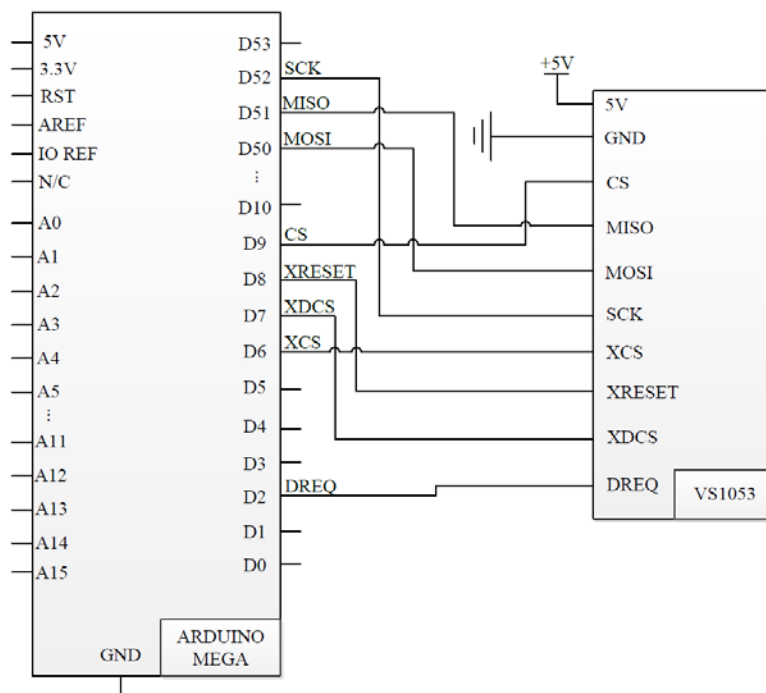 5V
3.3V
RST
AREF
IO REF
N/C
A0
A1
A2
A3
A4
A5
⋮
A11
A12
A13
A14
A15
D53
D52
D51
D50
⋮
D10
D9
D8
D7
D6
D5
D4
D3
D2
D1
D0
GND
ARDUINO
MEGA
SCK
MISO
MOSI
CS
XRESET
XDCS
XCS
DREQ
+5V
5V
GND
CS
MISO
MOSI
SCK
XCS
XRESET
XDCS
DREQ
VS1053